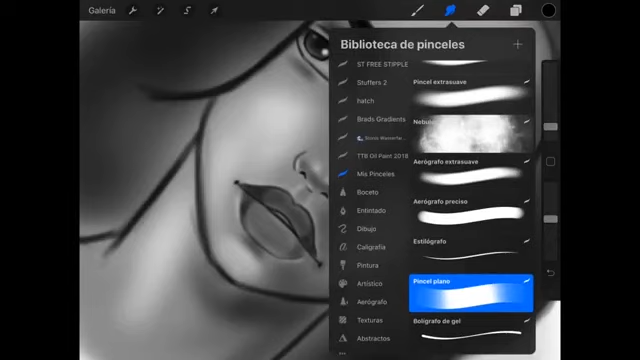 Galería
Biblioteca de pinceles
ST FREE STIPPLE
Stuffers 2
hatch
Brads Gradients
TTB Oil Paint 2018
Mis Pinceles
Boceto
Entintado
Dibujo
Caligrafía
Pintura
Artístico
Aerógrafo
Texturas
Abstractos
Pincel extrasuave
Aerógrafo extrasuave
Aerógrafo preciso
Estilógrafo
Pincel plano
Bolígrafo de gel